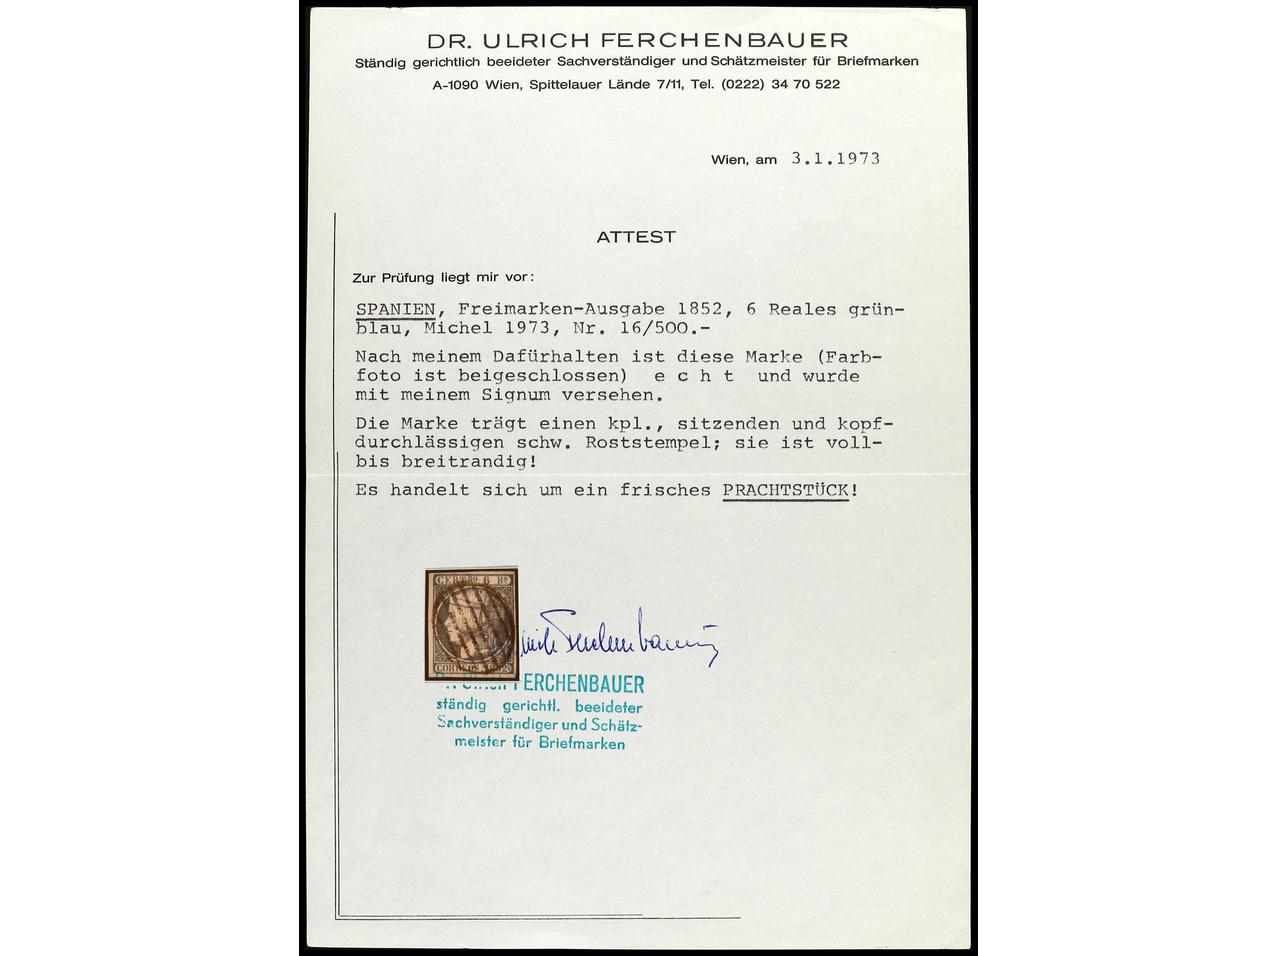 DR. ULRICH FERCHENBAUER
Ständig gerichtlich beeideter Sachverständiger und Schätzmeister für Briefmarken
A-1090 Wien, Spittelauer Lände 7/11, Tel. (0222) 34 70 522
Wien, am 3.1.1973
ATTEST
Zur Prüfung liegt mir vor:
SPANIEN, Freimarken-Ausgabe 1852, 6 Reales grün-
blau, Michel 1973, Nr. 16/500.-
Nach meinem Dafürhalten ist diese Marke (Farb-
foto ist beigeschlossen) e c h t und wurde
mit meinem Signum versehen.
Die Marke trägt einen kpl., sitzenden und kopf-
durchlässigen schw. Roststempel; sie ist voll-
bis breitrandig!
Es handelt sich um ein frisches PRACHTSTÜCK!
6 Rs
CORREOS
Ferchenbauer
FERCHENBAUER
ständig gerichtl. beeideter
Sachverständiger und Schätz-
meister für Briefmarken